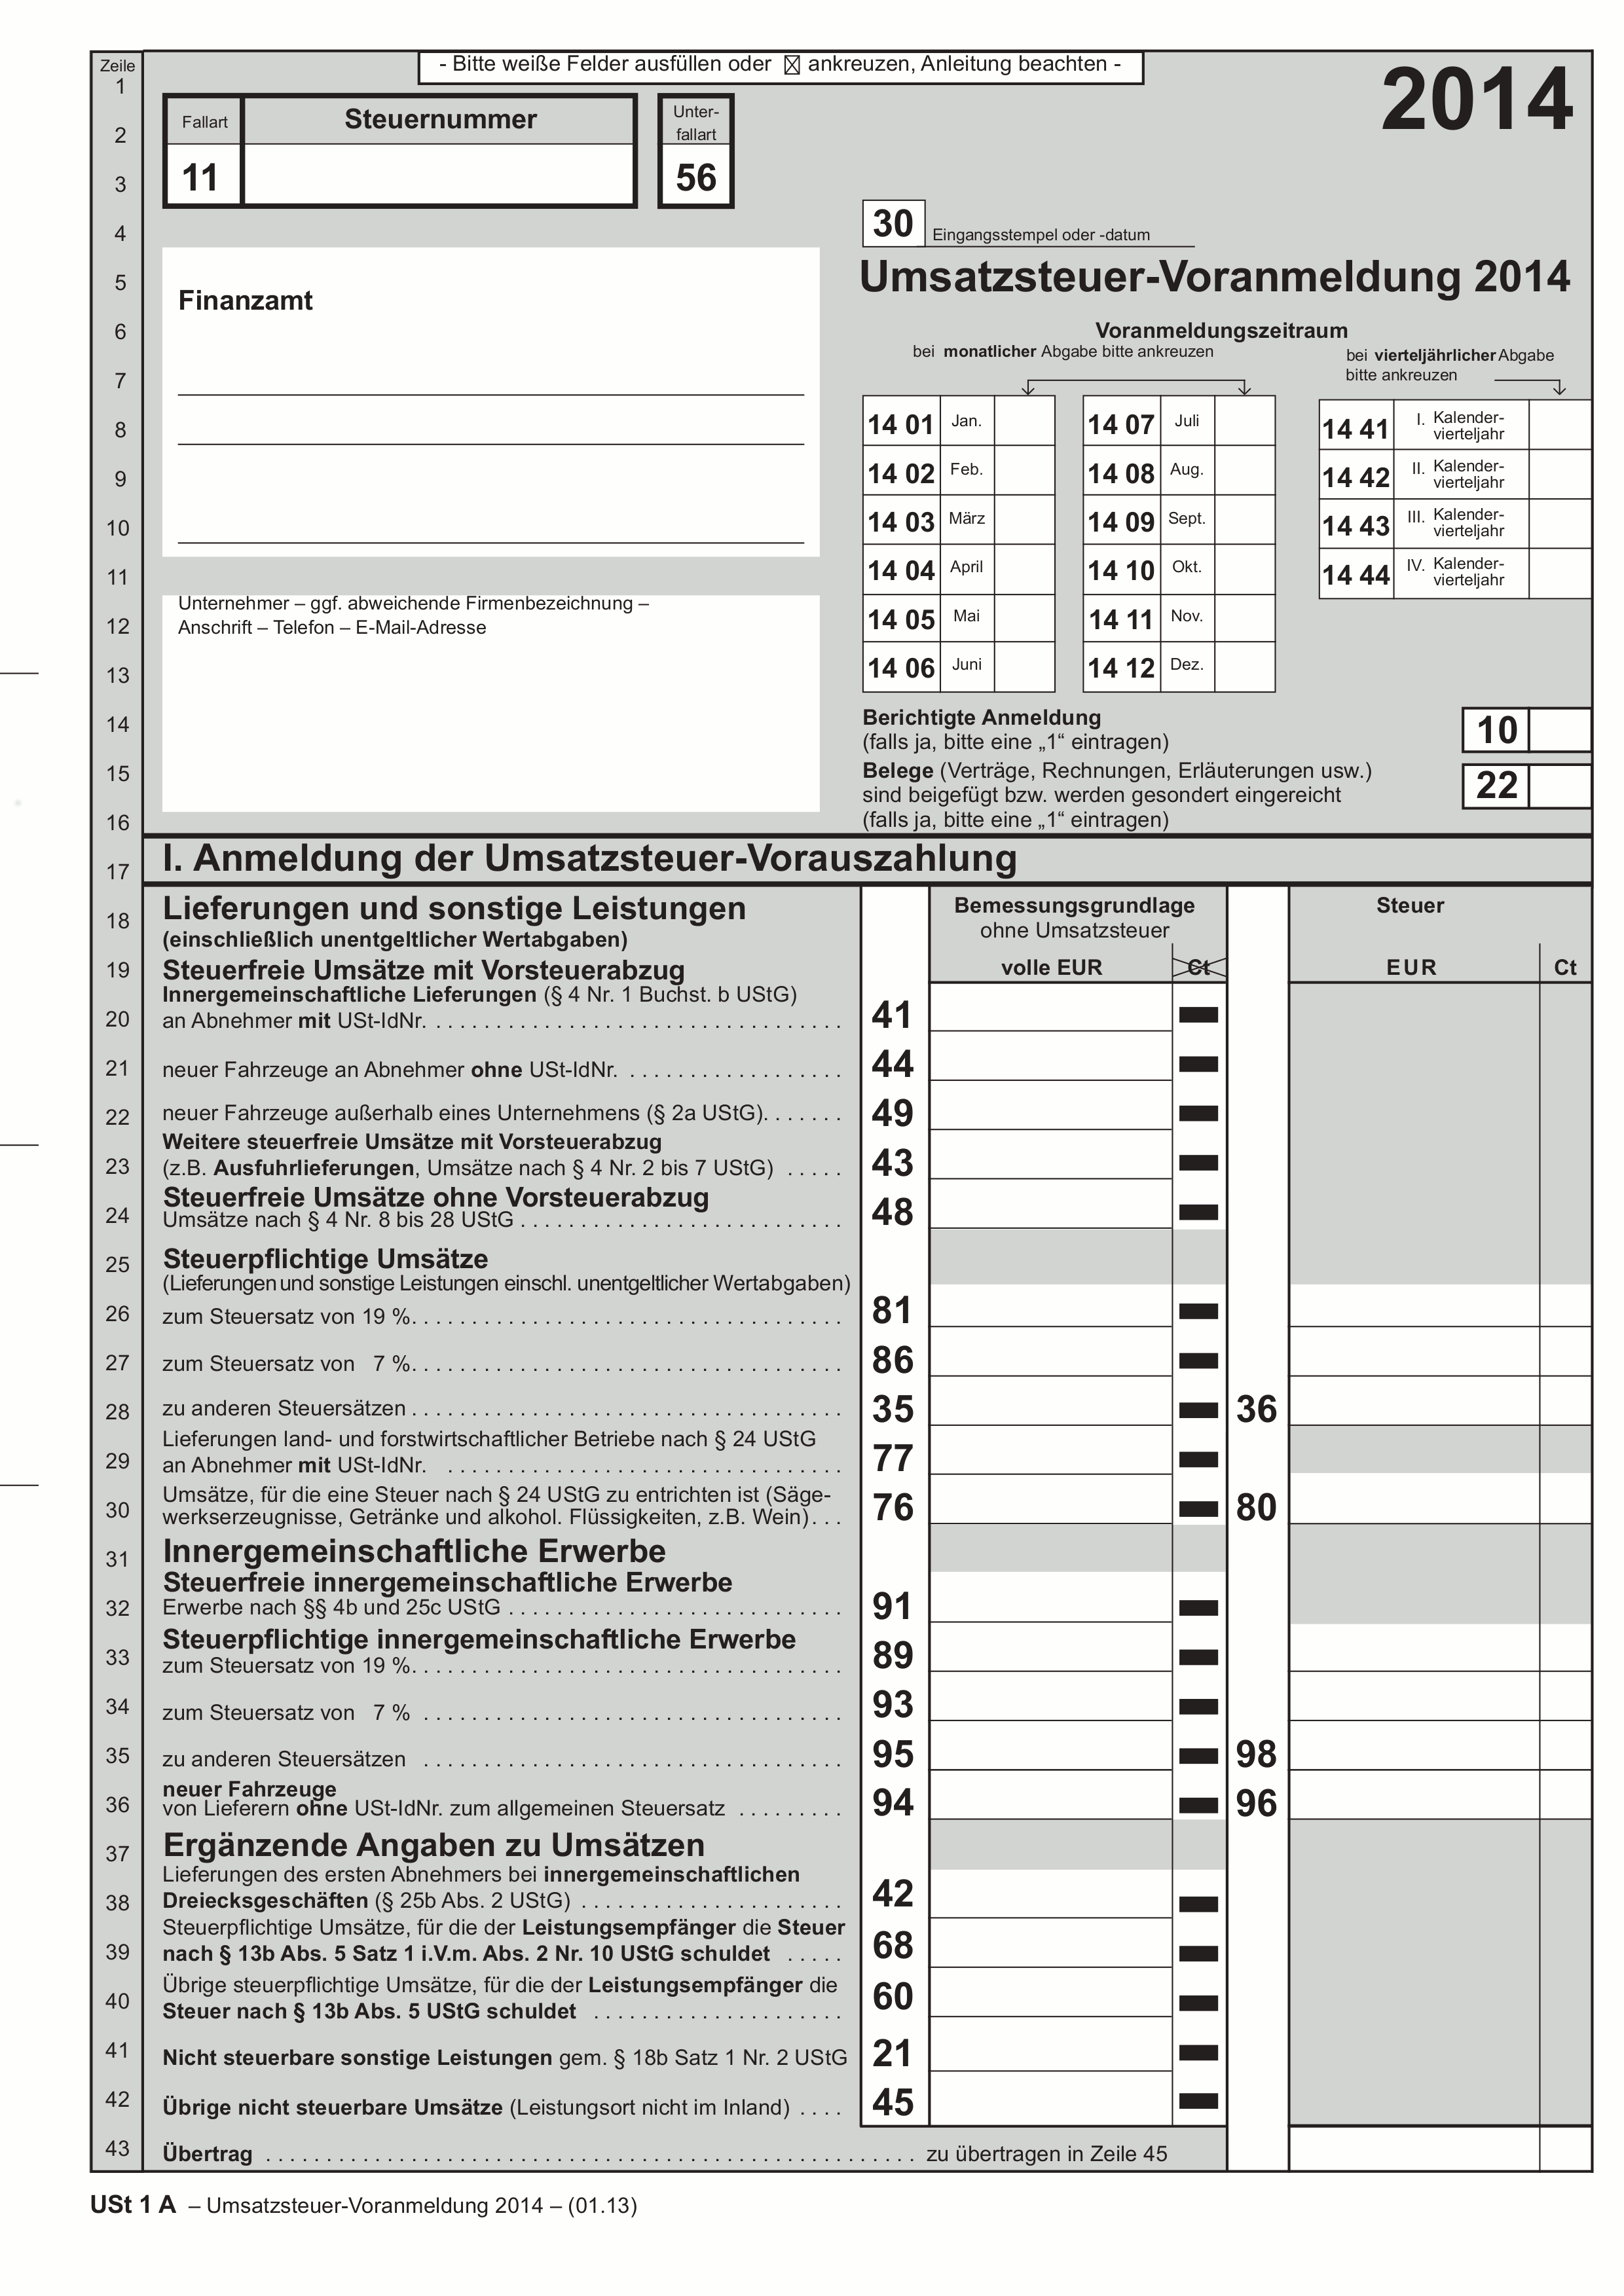 Zeile
- Bitte weiße Felder ausfüllen oder ☒ ankreuzen, Anleitung beachten -
1
2014
Fallart Steuernummer Unter-
fallart
2
11 56
3
4
30 Eingangsstempel oder -datum
5
Umsatzsteuer-Voranmeldung 2014
Finanzamt
6
Voranmeldungszeitraum
bei monatlicher Abgabe bitte ankreuzen
bei vierteljährlicher Abgabe
bitte ankreuzen
7
8
14 01 Jan. 14 07 Juli 14 41 I. Kalender-
vierteljahr
9
14 02 Feb. 14 08 Aug. 14 42 II. Kalender-
vierteljahr
10
14 03 März 14 09 Sept. 14 43 III. Kalender-
vierteljahr
11
14 04 April 14 10 Okt. 14 44 IV. Kalender-
vierteljahr
Unternehmer – ggf. abweichende Firmenbezeichnung –
12
Anschrift – Telefon – E-Mail-Adresse
14 05 Mai 14 11 Nov.
13
14 06 Juni 14 12 Dez.
14
Berichtigte Anmeldung
(falls ja, bitte eine „1“ eintragen) 10
15
Belege (Verträge, Rechnungen, Erläuterungen usw.)
sind beigefügt bzw. werden gesondert eingereicht 22
16
(falls ja, bitte eine „1“ eintragen)
17
I. Anmeldung der Umsatzsteuer-Vorauszahlung
18
Lieferungen und sonstige Leistungen
(einschließlich unentgeltlicher Wertabgaben)
Bemessungsgrundlage
ohne Umsatzsteuer
Steuer
19
Steuerfreie Umsätze mit Vorsteuerabzug
volle EUR Ct EUR Ct
Innergemeinschaftliche Lieferungen (§ 4 Nr. 1 Buchst. b UStG)
20 an Abnehmer mit USt-IdNr. . . . . . . . . . . . . . . . . . . . . . . . . . . . . . . . . . . 41
21 neuer Fahrzeuge an Abnehmer ohne USt-IdNr. . . . . . . . . . . . . . . . . . . 44
22 neuer Fahrzeuge außerhalb eines Unternehmens (§ 2a UStG). . . . . . . 49
Weitere steuerfreie Umsätze mit Vorsteuerabzug
23 (z.B. Ausfuhrlieferungen, Umsätze nach § 4 Nr. 2 bis 7 UStG) . . . . . 43
Steuerfreie Umsätze ohne Vorsteuerabzug
24 Umsätze nach § 4 Nr. 8 bis 28 UStG . . . . . . . . . . . . . . . . . . . . . . . . . . . 48
25 Steuerpflichtige Umsätze
(Lieferungen und sonstige Leistungen einschl. unentgeltlicher Wertabgaben)
26 zum Steuersatz von 19 %. . . . . . . . . . . . . . . . . . . . . . . . . . . . . . . . . . . . 81
27 zum Steuersatz von 7 %. . . . . . . . . . . . . . . . . . . . . . . . . . . . . . . . . . . . 86
28 zu anderen Steuersätzen . . . . . . . . . . . . . . . . . . . . . . . . . . . . . . . . . . . . 35 36
Lieferungen land- und forstwirtschaftlicher Betriebe nach § 24 UStG
29 an Abnehmer mit USt-IdNr. . . . . . . . . . . . . . . . . . . . . . . . . . . . . . . . . . 77
Umsätze, für die eine Steuer nach § 24 UStG zu entrichten ist (Säge-
30 werkserzeugnisse, Getränke und alkohol. Flüssigkeiten, z.B. Wein). . . 76 80
31 Innergemeinschaftliche Erwerbe
Steuerfreie innergemeinschaftliche Erwerbe
32 Erwerbe nach §§ 4b und 25c UStG . . . . . . . . . . . . . . . . . . . . . . . . . . . . 91
Steuerpflichtige innergemeinschaftliche Erwerbe
33 zum Steuersatz von 19 %. . . . . . . . . . . . . . . . . . . . . . . . . . . . . . . . . . . . 89
34 zum Steuersatz von 7 % . . . . . . . . . . . . . . . . . . . . . . . . . . . . . . . . . . . 93
35 zu anderen Steuersätzen . . . . . . . . . . . . . . . . . . . . . . . . . . . . . . . . . . . 95 98
neuer Fahrzeuge
36 von Lieferern ohne USt-IdNr. zum allgemeinen Steuersatz . . . . . . . . . 94 96
37 Ergänzende Angaben zu Umsätzen
Lieferungen des ersten Abnehmers bei innergemeinschaftlichen
38 Dreiecksgeschäften (§ 25b Abs. 2 UStG) . . . . . . . . . . . . . . . . . . . . . . 42
Steuerpflichtige Umsätze, für die der Leistungsempfänger die Steuer
39 nach § 13b Abs. 5 Satz 1 i.V.m. Abs. 2 Nr. 10 UStG schuldet . . . . . 68
Übrige steuerpflichtige Umsätze, für die der Leistungsempfänger die
40 Steuer nach § 13b Abs. 5 UStG schuldet . . . . . . . . . . . . . . . . . . . . . 60
41 Nicht steuerbare sonstige Leistungen gem. § 18b Satz 1 Nr. 2 UStG 21
42 Übrige nicht steuerbare Umsätze (Leistungsort nicht im Inland) . . . . 45
43 Übertrag . . . . . . . . . . . . . . . . . . . . . . . . . . . . . . . . . . . . . . . . . . . . . . . . . . . . . . zu übertragen in Zeile 45
USt 1 A – Umsatzsteuer-Voranmeldung 2014 – (01.13)